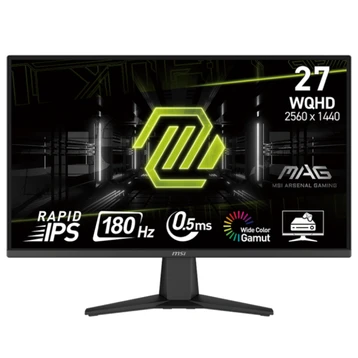 27
WQHD
2560 x 1440
MAG
MSI ARSENAL GAMING
RAPID
IPS
180 Hz
0.5ms
Wide Color
Gamut
msi